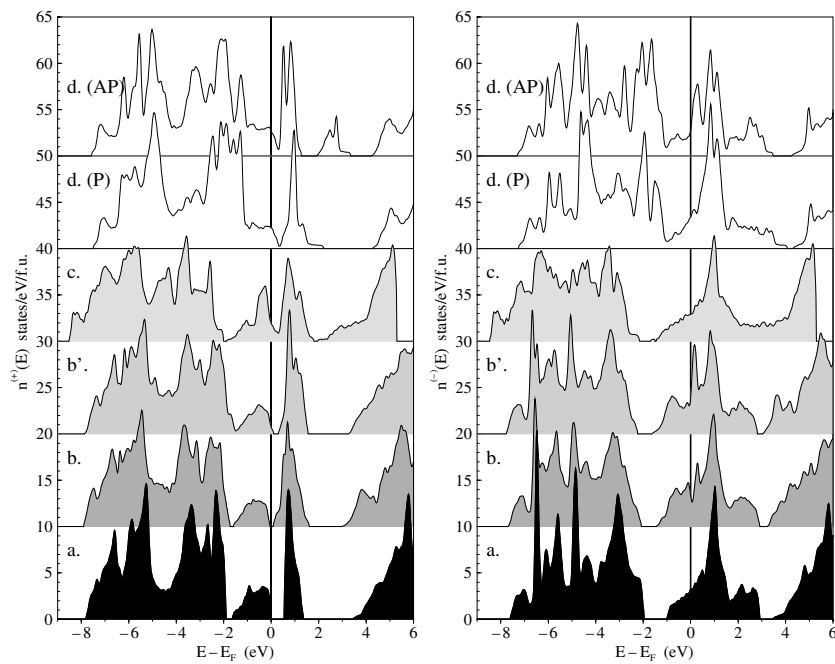 65
60
55
50
45
40
35
30
25
20
15
10
5
0
n(+)(E) states/eV/f.u.
d. (AP)
d. (P)
c.
b'.
b.
a.
−8 −6 −4 −2 0 2 4 6
E−EF (eV)
65
60
55
50
45
40
35
30
25
20
15
10
5
0
n(−)(E) states/eV/f.u.
d. (AP)
d. (P)
c.
b'.
b.
a.
−8 −6 −4 −2 0 2 4 6
E−EF (eV)